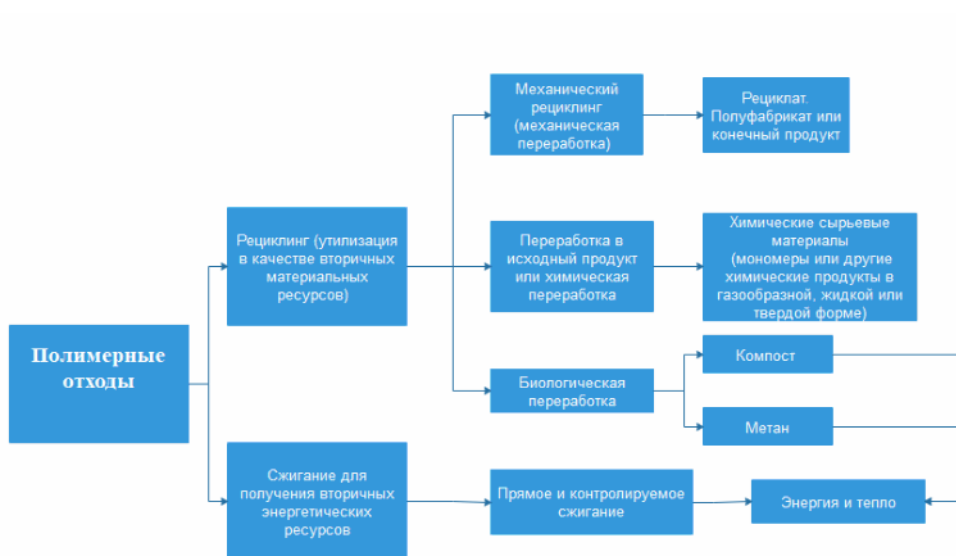 Механический
рециклинг
(механическая
переработка)
Рециклат.
Полуфабрикат или
конечный продукт
Рециклинг (утилизация
в качестве вторичных
материальных
ресурсов)
Переработка в
исходный продукт
или химическая
переработка
Химические сырьевые
материалы
(мономеры или другие
химические продукты в
газообразной, жидкой или
твердой форме)
Полимерные
отходы
Биологическая
переработка
Компост
Метан
Сжигание для
получения вторичных
энергетических
ресурсов
Прямое и контролируемое
сжигание
Энергия и тепло